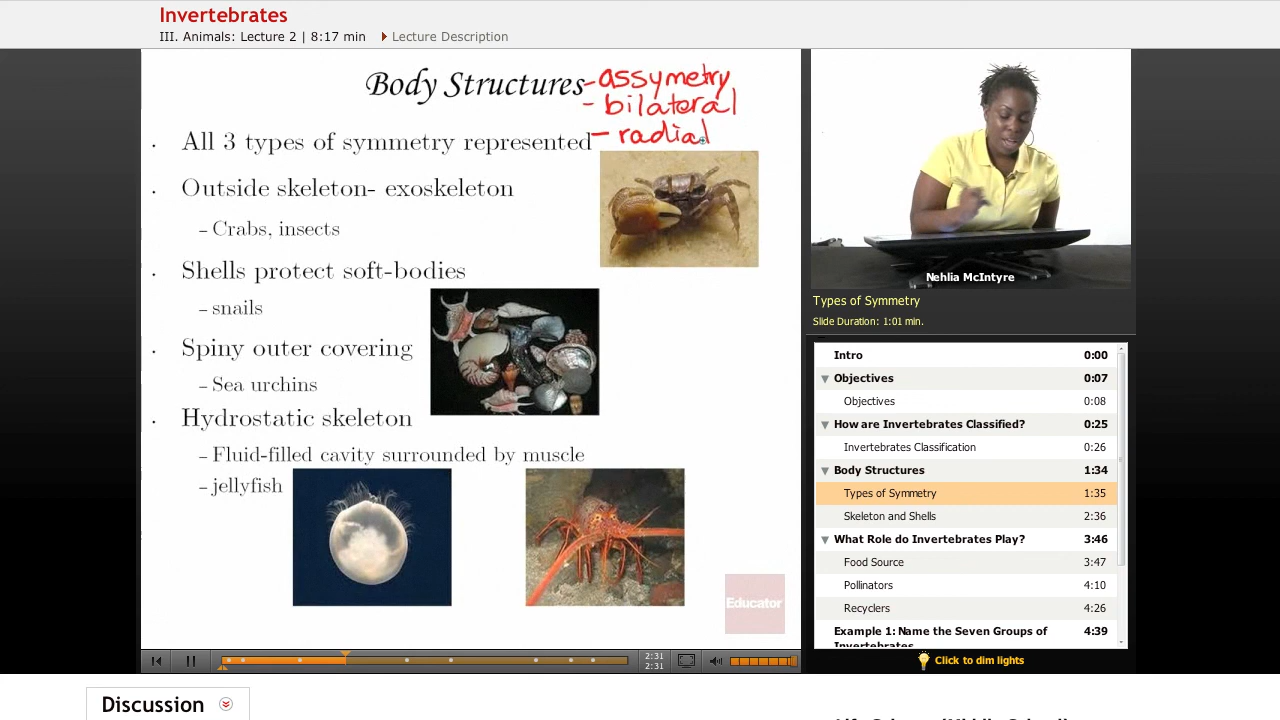 Invertebrates
III. Animals: Lecture 2 | 8:17 min Lecture Description
Body Structures
-assymetry
- bilateral
- radial
· All 3 types of symmetry represented
· Outside skeleton- exoskeleton
– Crabs, insects
· Shells protect soft-bodies
– snails
· Spiny outer covering
– Sea urchins
· Hydrostatic skeleton
– Fluid-filled cavity surrounded by muscle
– jellyfish
Educator
Nehlia McIntyre
Types of Symmetry
Slide Duration: 1:01 min.
Intro 0:00
Objectives 0:07
Objectives 0:08
How are Invertebrates Classified? 0:25
Invertebrates Classification 0:26
Body Structures 1:34
Types of Symmetry 1:35
Skeleton and Shells 2:36
What Role do Invertebrates Play? 3:46
Food Source 3:47
Pollinators 4:10
Recyclers 4:26
Example 1: Name the Seven Groups of 4:39
Invertebrates
2:31
2:31
Click to dim lights
Discussion